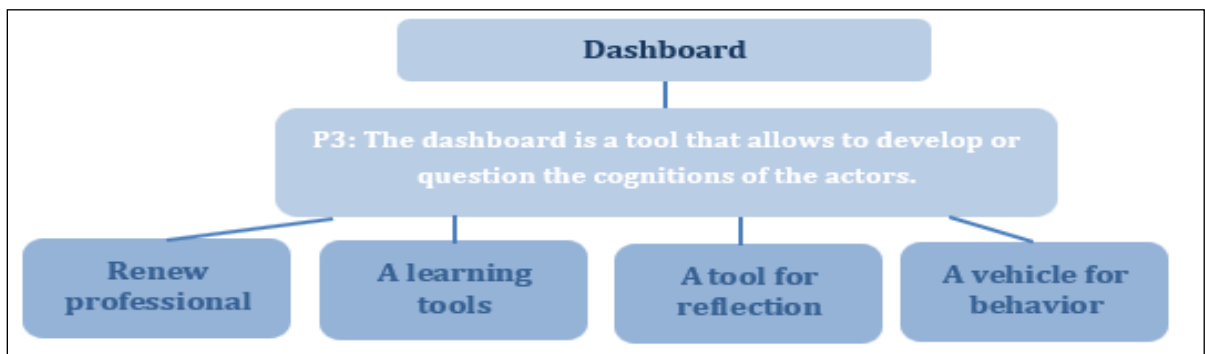 Dashboard
P3: The dashboard is a tool that allows to develop or
question the cognitions of the actors.
Renew
professional
A learning
tools
A tool for
reflection
A vehicle for
behavior